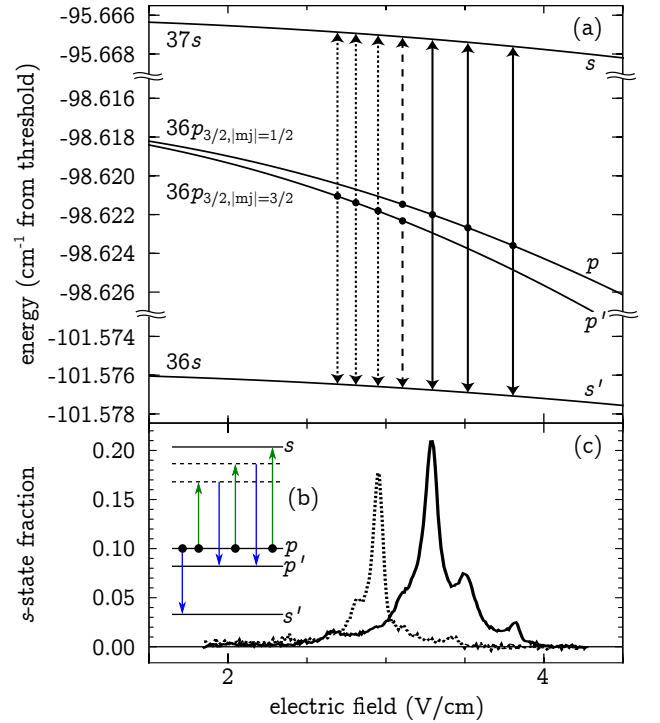 (a)
-95.666
-95.668
-98.616
-98.618
-98.620
-98.622
-98.624
-98.626
-101.574
-101.576
-101.578
energy (cm-1 from threshold)
37s
s
36p3/2,|mj|=1/2
36p3/2,|mj|=3/2
p
p'
36s
s'
(c)
0.20
0.15
0.10
0.05
0.00
s-state fraction
s
(b)
p
p'
s'
2
4
electric field (V/cm)